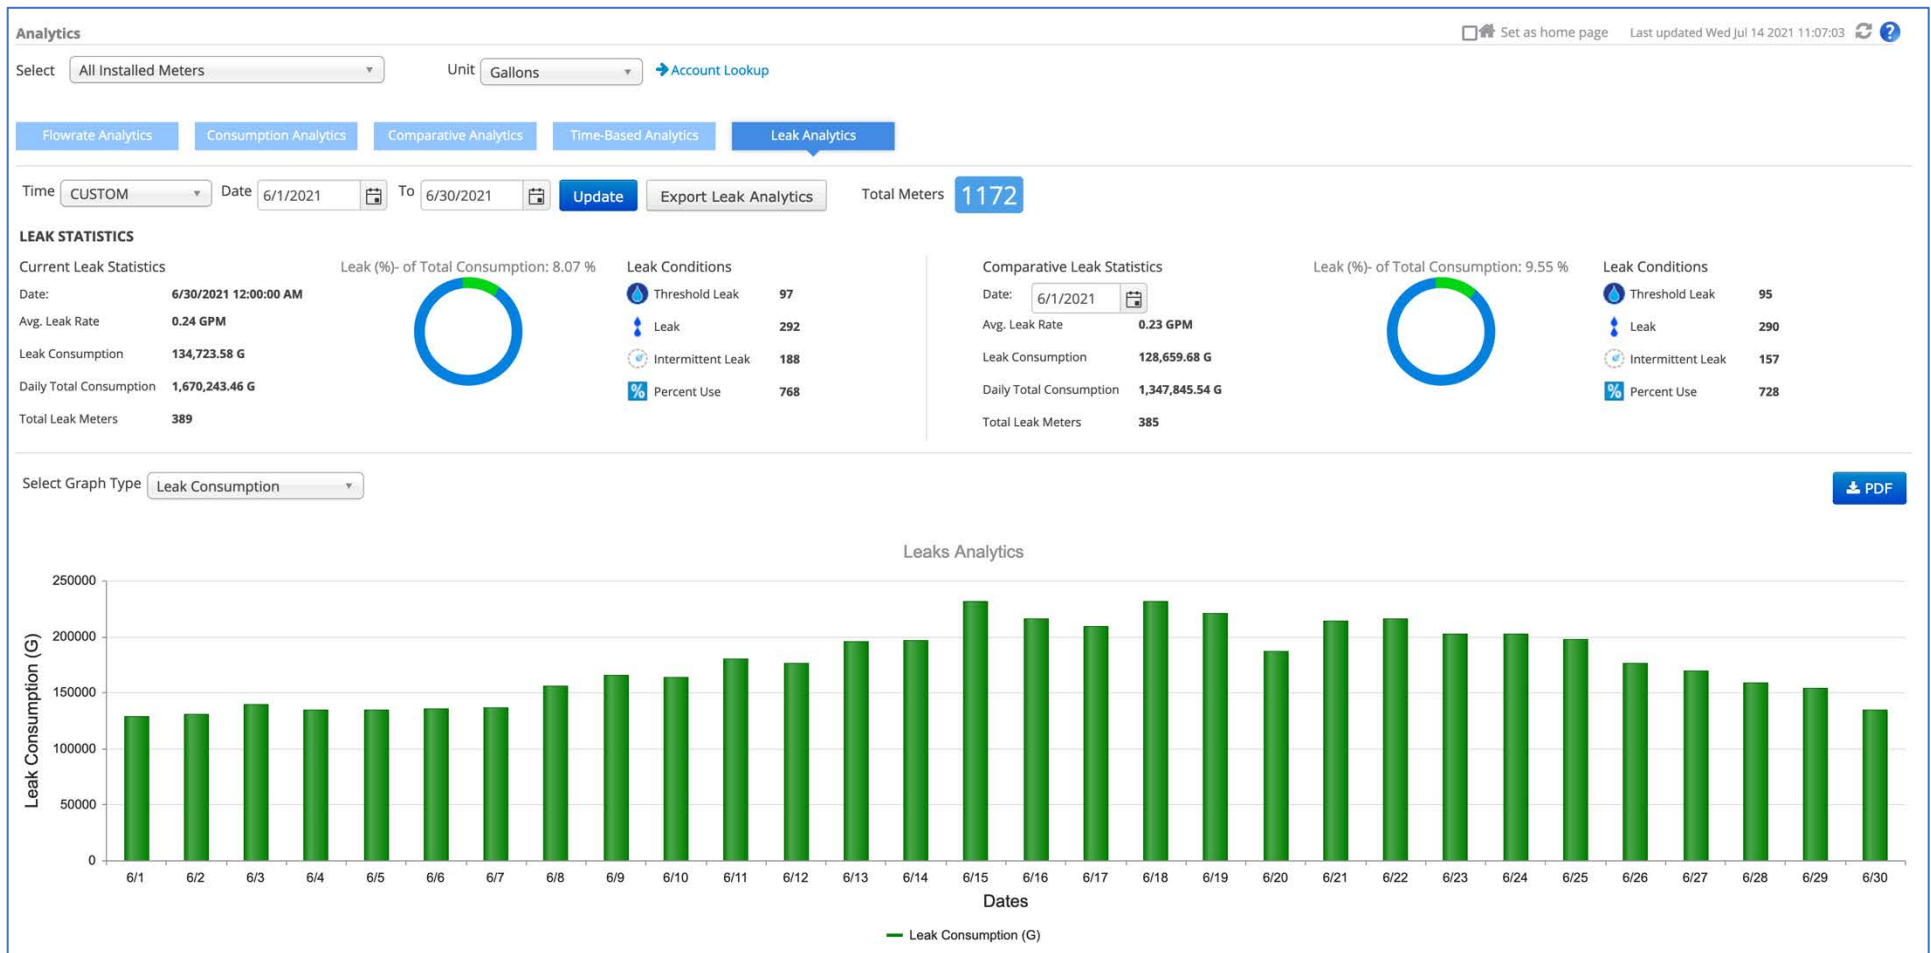 Analytics
Set as home page Last updated Wed Jul 14 2021 11:07:03 ?
Select All Installed Meters Unit Gallons Account Lookup
Flowrate Analytics Consumption Analytics Comparative Analytics Time-Based Analytics Leak Analytics
Time CUSTOM Date 6/1/2021 To 6/30/2021 Update Export Leak Analytics Total Meters 1172
LEAK STATISTICS
Current Leak Statistics
Date: 6/30/2021 12:00:00 AM
Avg. Leak Rate 0.24 GPM
Leak Consumption 134,723.58 G
Daily Total Consumption 1,670,243.46 G
Total Leak Meters 389
Leak (%)- of Total Consumption: 8.07 %
Leak Conditions
Threshold Leak 97
Leak 292
Intermittent Leak 188
% Percent Use 768
Comparative Leak Statistics
Date: 6/1/2021
Avg. Leak Rate 0.23 GPM
Leak Consumption 128,659.68 G
Daily Total Consumption 1,347,845.54 G
Total Leak Meters 385
Leak (%)- of Total Consumption: 9.55 %
Leak Conditions
Threshold Leak 95
Leak 290
Intermittent Leak 157
% Percent Use 728
Select Graph Type Leak Consumption PDF
Leaks Analytics
Leak Consumption (G)
250000
200000
150000
100000
50000
0
6/1 6/2 6/3 6/4 6/5 6/6 6/7 6/8 6/9 6/10 6/11 6/12 6/13 6/14 6/15 6/16 6/17 6/18 6/19 6/20 6/21 6/22 6/23 6/24 6/25 6/26 6/27 6/28 6/29 6/30
Dates
Leak Consumption (G)